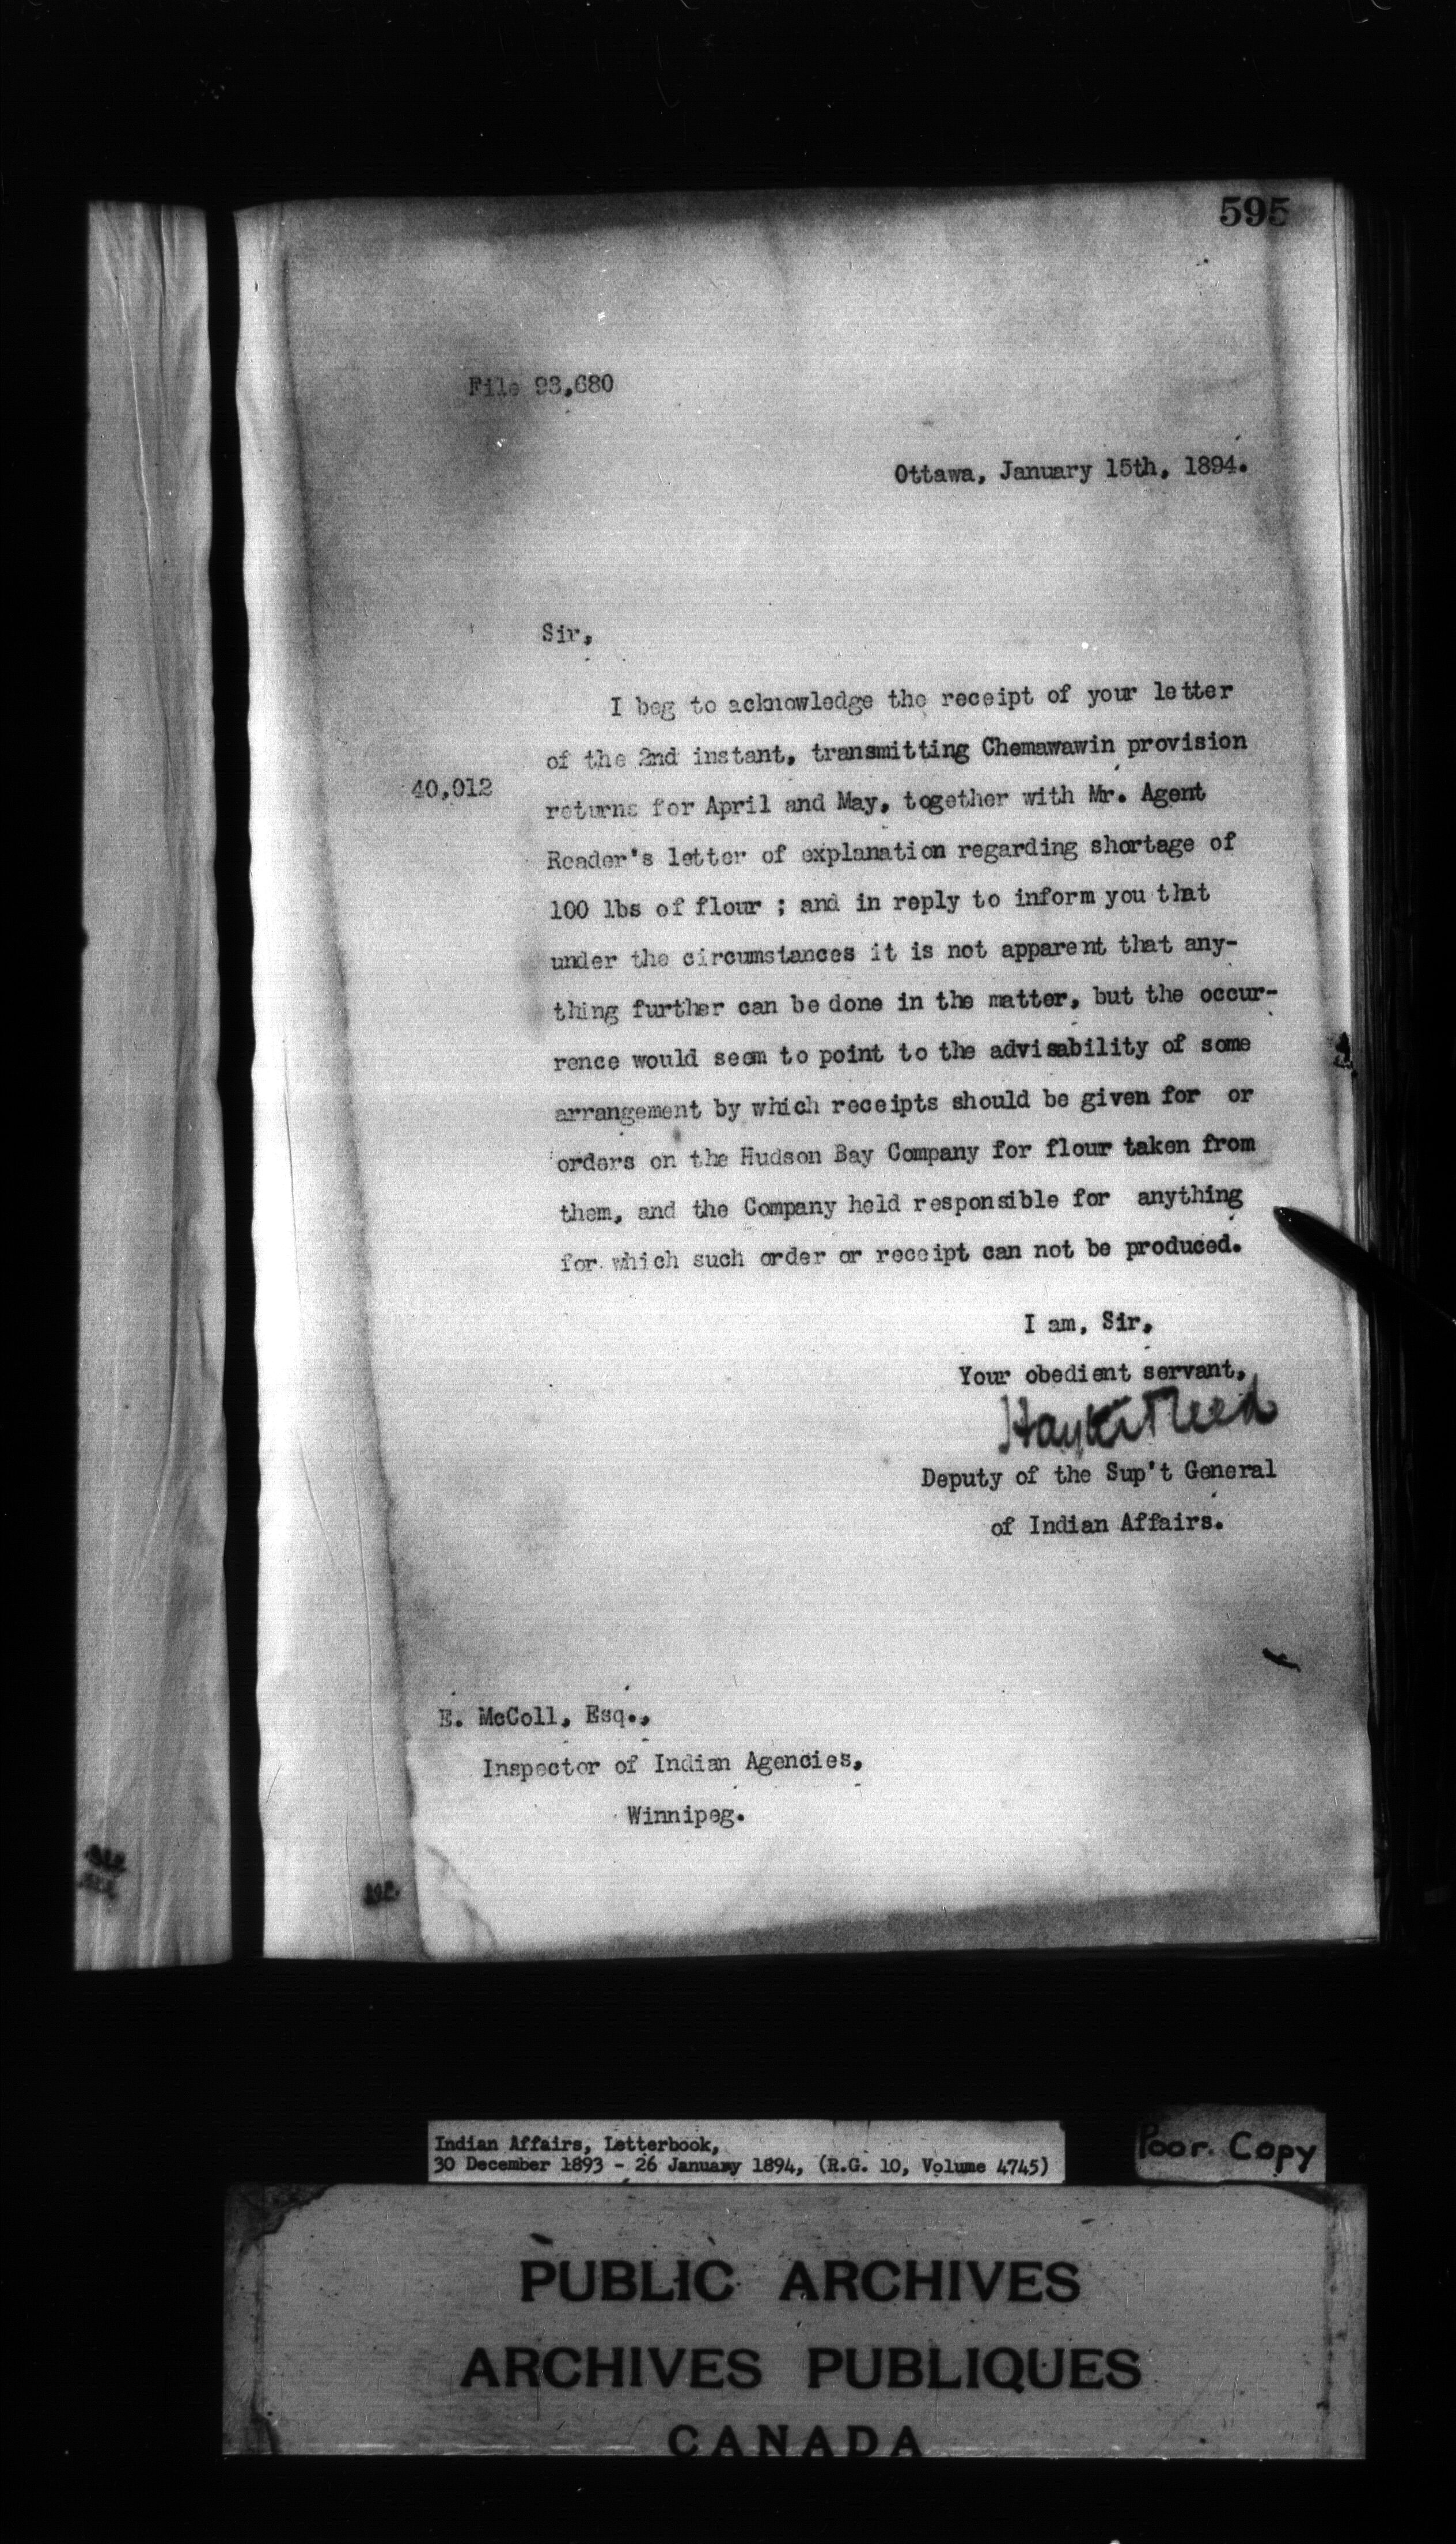 595
File 93,680
Ottawa, January 15th, 1894.
Sir,
I beg to acknowledge the receipt of your letter
of the 2nd instant, transmitting Chemawawin provision
40,012
returns for April and May, together with Mr. Agent
Reader's letter of explanation regarding shortage of
100 lbs of flour ; and in reply to inform you that
under the circumstances it is not apparent that any-
thing further can be done in the matter, but the occur-
rence would seem to point to the advisability of some
arrangement by which receipts should be given for or
orders on the Hudson Bay Company for flour taken from
them, and the Company held responsible for anything
for which such order or receipt can not be produced.
I am, Sir,
Your obedient servant,
Hayter Reed
Deputy of the Sup't General
of Indian Affairs.
E. McColl, Esq.,
Inspector of Indian Agencies,
Winnipeg.
Indian Affairs, Letterbook,
30 December 1893 - 26 January 1894, (R.G. 10, Volume 4745)
Poor Copy
PUBLIC ARCHIVES
ARCHIVES PUBLIQUES
CANADA